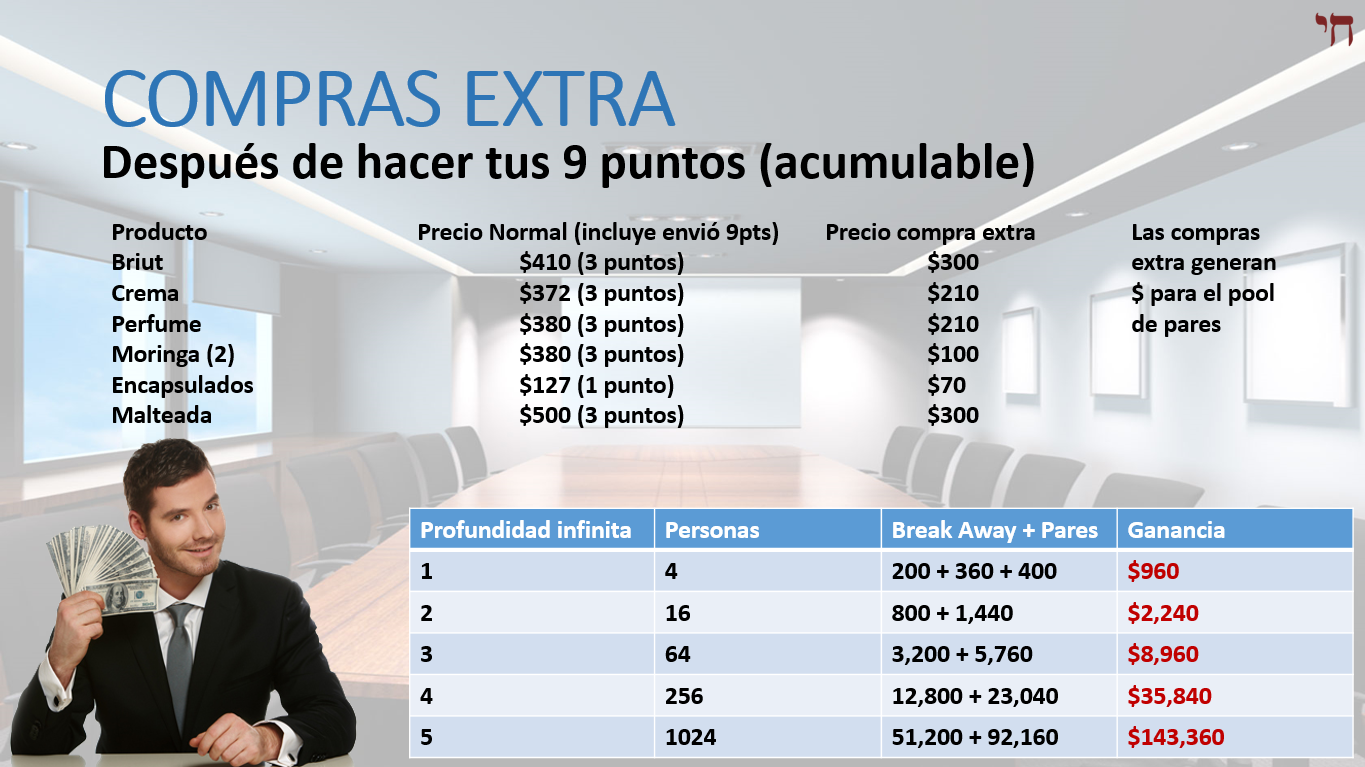 חי
COMPRAS EXTRA
Después de hacer tus 9 puntos (acumulable)
Producto Precio Normal (incluye envió 9pts) Precio compra extra Las compras
Briut $410 (3 puntos) $300 extra generan
Crema $372 (3 puntos) $210 $ para el pool
Perfume $380 (3 puntos) $210 de pares
Moringa (2) $380 (3 puntos) $100
Encapsulados $127 (1 punto) $70
Malteada $500 (3 puntos) $300
Profundidad infinita Personas Break Away + Pares Ganancia
1 4 200 + 360 + 400 $960
2 16 800 + 1,440 $2,240
3 64 3,200 + 5,760 $8,960
4 256 12,800 + 23,040 $35,840
5 1024 51,200 + 92,160 $143,360